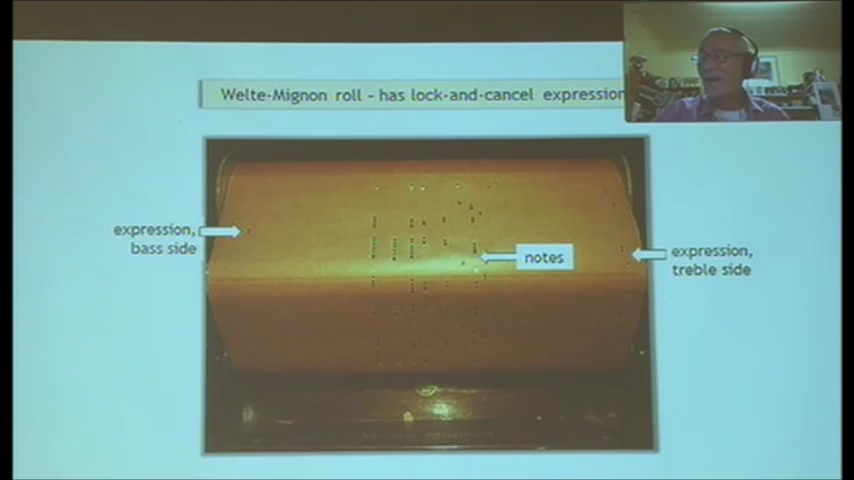 Welte-Mignon roll - has lock-and-cancel expression
expression,
bass side
notes
expression,
treble side